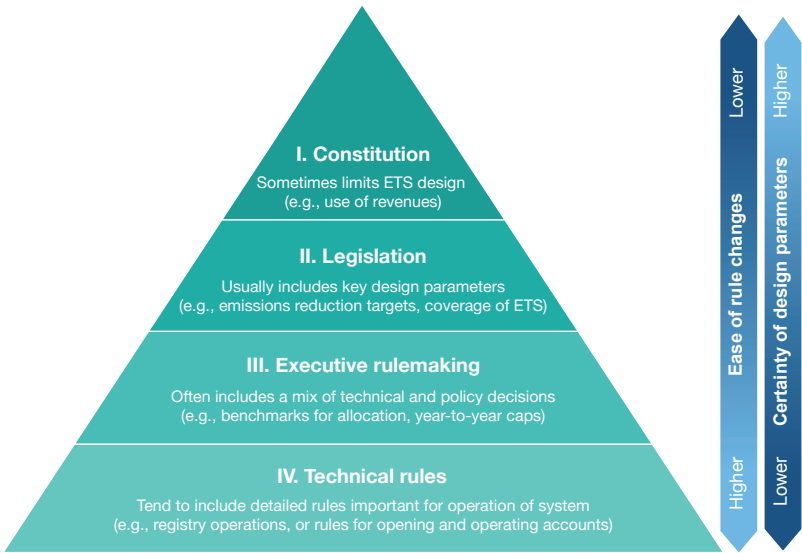 I. Constitution
Sometimes limits ETS design
(e.g., use of revenues)
II. Legislation
Usually includes key design parameters
(e.g., emissions reduction targets, coverage of ETS)
III. Executive rulemaking
Often includes a mix of technical and policy decisions
(e.g., benchmarks for allocation, year-to-year caps)
IV. Technical rules
Tend to include detailed rules important for operation of system
(e.g., registry operations, or rules for opening and operating accounts)
Lower
Ease of rule changes
Higher
Higher
Certainty of design parameters
Lower